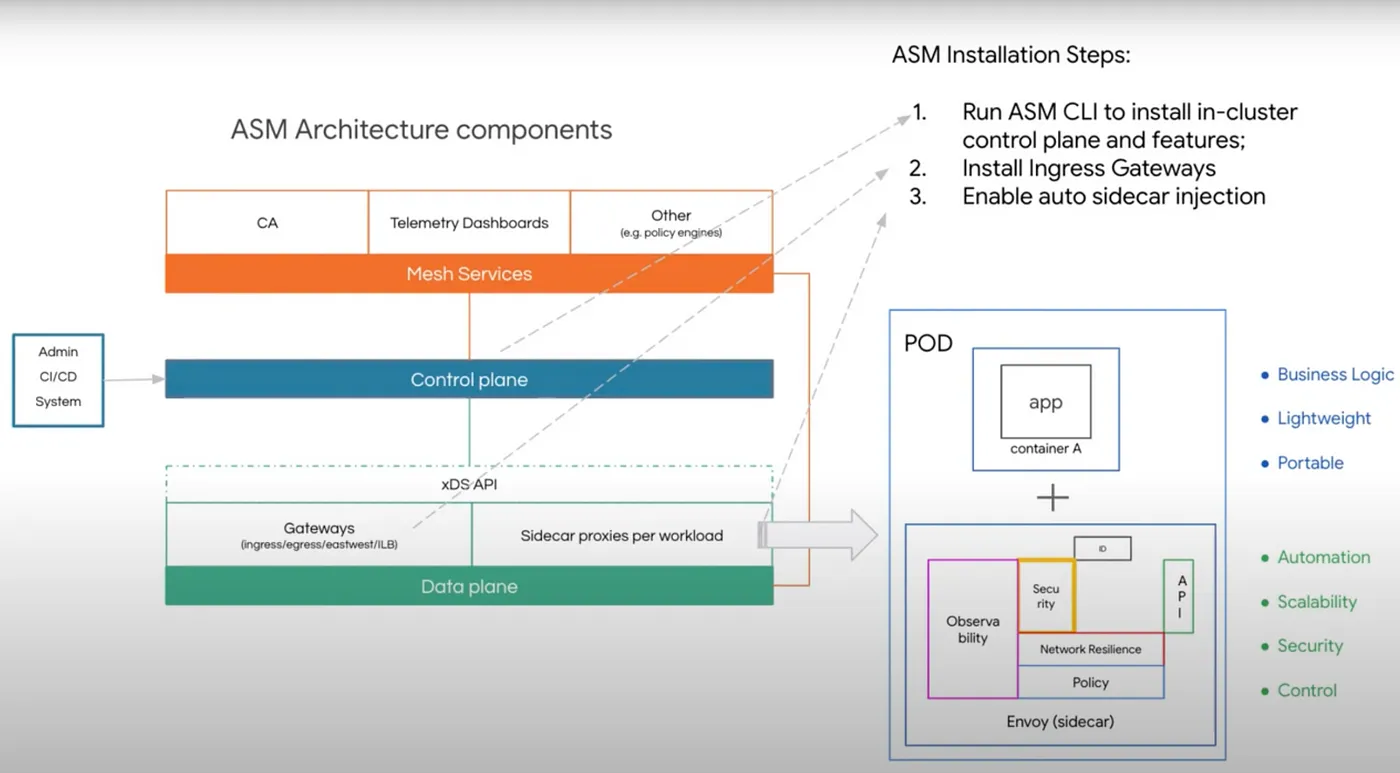 ASM Installation Steps:
1. Run ASM CLI to install in-cluster
control plane and features;
2. Install Ingress Gateways
3. Enable auto sidecar injection
ASM Architecture components
CA
Telemetry Dashboards
Other
(e.g. policy engines)
Mesh Services
Admin
CI/CD
System
Control plane
xDS API
Gateways
(ingress/egress/eastwest/ILB)
Sidecar proxies per workload
Data plane
POD
app
container A
+
ID
Secu
rity
A
P
I
Observa
bility
Network Resilience
Policy
Envoy (sidecar)
• Business Logic
• Lightweight
• Portable
• Automation
• Scalability
• Security
• Control